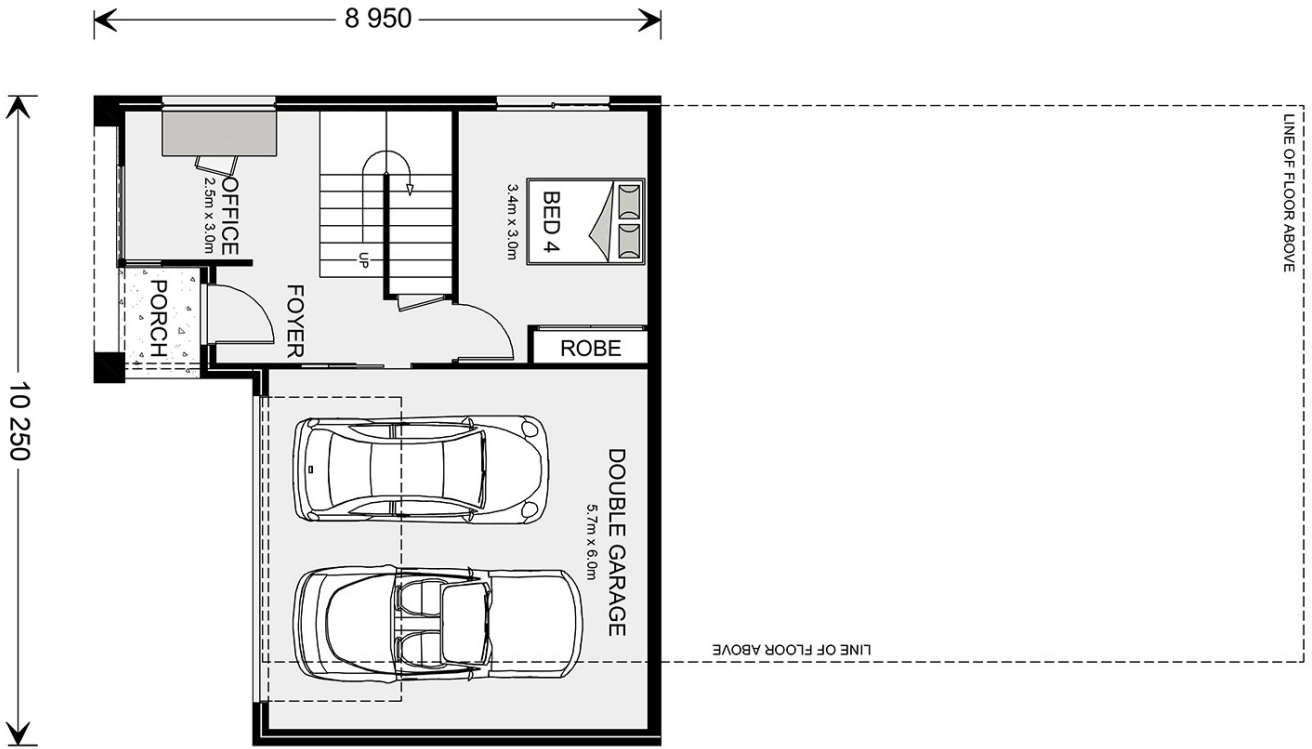 8 950
LINE OF FLOOR ABOVE
OFFICE
2.5m x 3.0m
BED 4
3.4m x 3.0m
UP
PORCH
FOYER
ROBE
10 250
DOUBLE GARAGE
5.7m x 6.0m
LINE OF FLOOR ABOVE